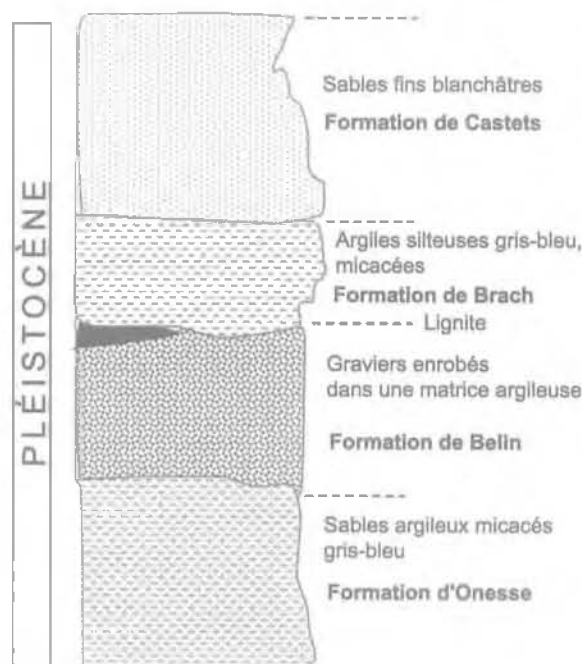 PLÉISTOCÈNE
Sables fins blanchâtres
Formation de Castets
Argiles silteuses gris-bleu,
micacées
Formation de Brach
Lignite
Graviers enrobés
dans une matrice argileuse
Formation de Belin
Sables argileux micacés
gris-bleu
Formation d'Onesse